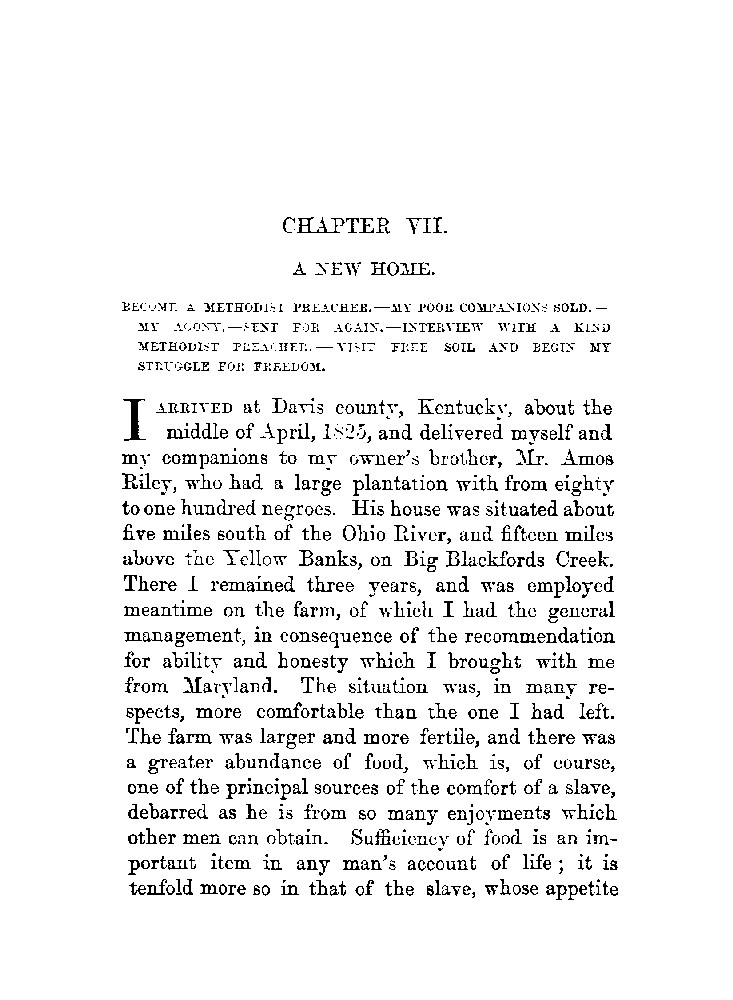 CHAPTER VII.
A NEW HOME.
BECOME A METHODIST PREACHER.—MY POOR COMPANIONS SOLD.—
MY AGONY.—SENT FOR AGAIN.—INTERVIEW WITH A KIND
METHODIST PREACHER.—VISIT FREE SOIL AND BEGIN MY
STRUGGLE FOR FREEDOM.
I ARRIVED at Davis county, Kentucky, about the
middle of April, 1825, and delivered myself and
my companions to my owner's brother, Mr. Amos
Riley, who had a large plantation with from eighty
to one hundred negroes. His house was situated about
five miles south of the Ohio River, and fifteen miles
above the Yellow Banks, on Big Blackfords Creek.
There I remained three years, and was employed
meantime on the farm, of which I had the general
management, in consequence of the recommendation
for ability and honesty which I brought with me
from Maryland. The situation was, in many re-
spects, more comfortable than the one I had left.
The farm was larger and more fertile, and there was
a greater abundance of food, which is, of course,
one of the principal sources of the comfort of a slave,
debarred as he is from so many enjoyments which
other men can obtain. Sufficiency of food is an im-
portant item in any man's account of life; it is
tenfold more so in that of the slave, whose appetite